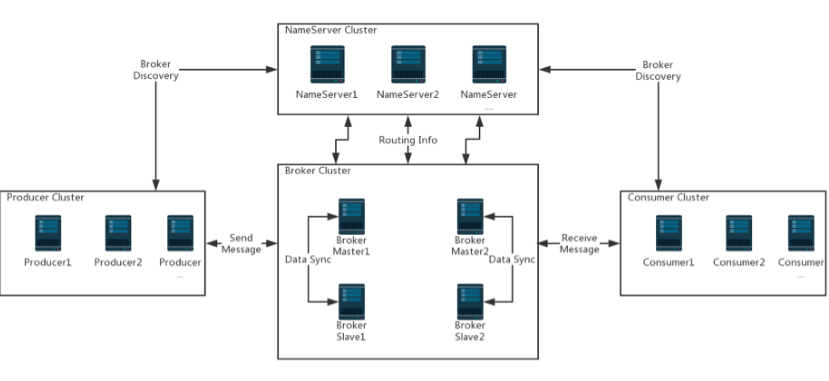 NameServer Cluster
NameServer1
NameServer2
NameServer
....
Broker
Discovery
Broker
Discovery
Routing Info
Producer Cluster
Producer1
Producer2
Producer
...
Send
Message
Broker Cluster
Broker
Master1
Broker
Master2
Data Sync
Data Sync
Broker
Slave1
Broker
Slave2
Receive
Message
Consumer Cluster
Consumer1
Consumer2
Consumer
...